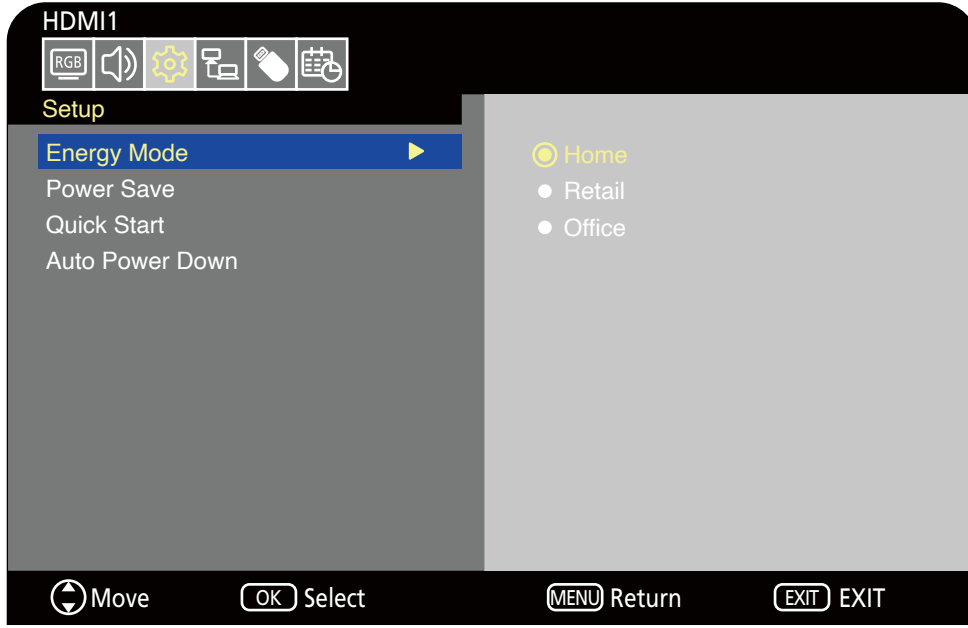 HDMI1
RGB
Setup
Energy Mode
Power Save
Quick Start
Auto Power Down
Home
Retail
Office
Move OK Select MENU Return EXIT EXIT